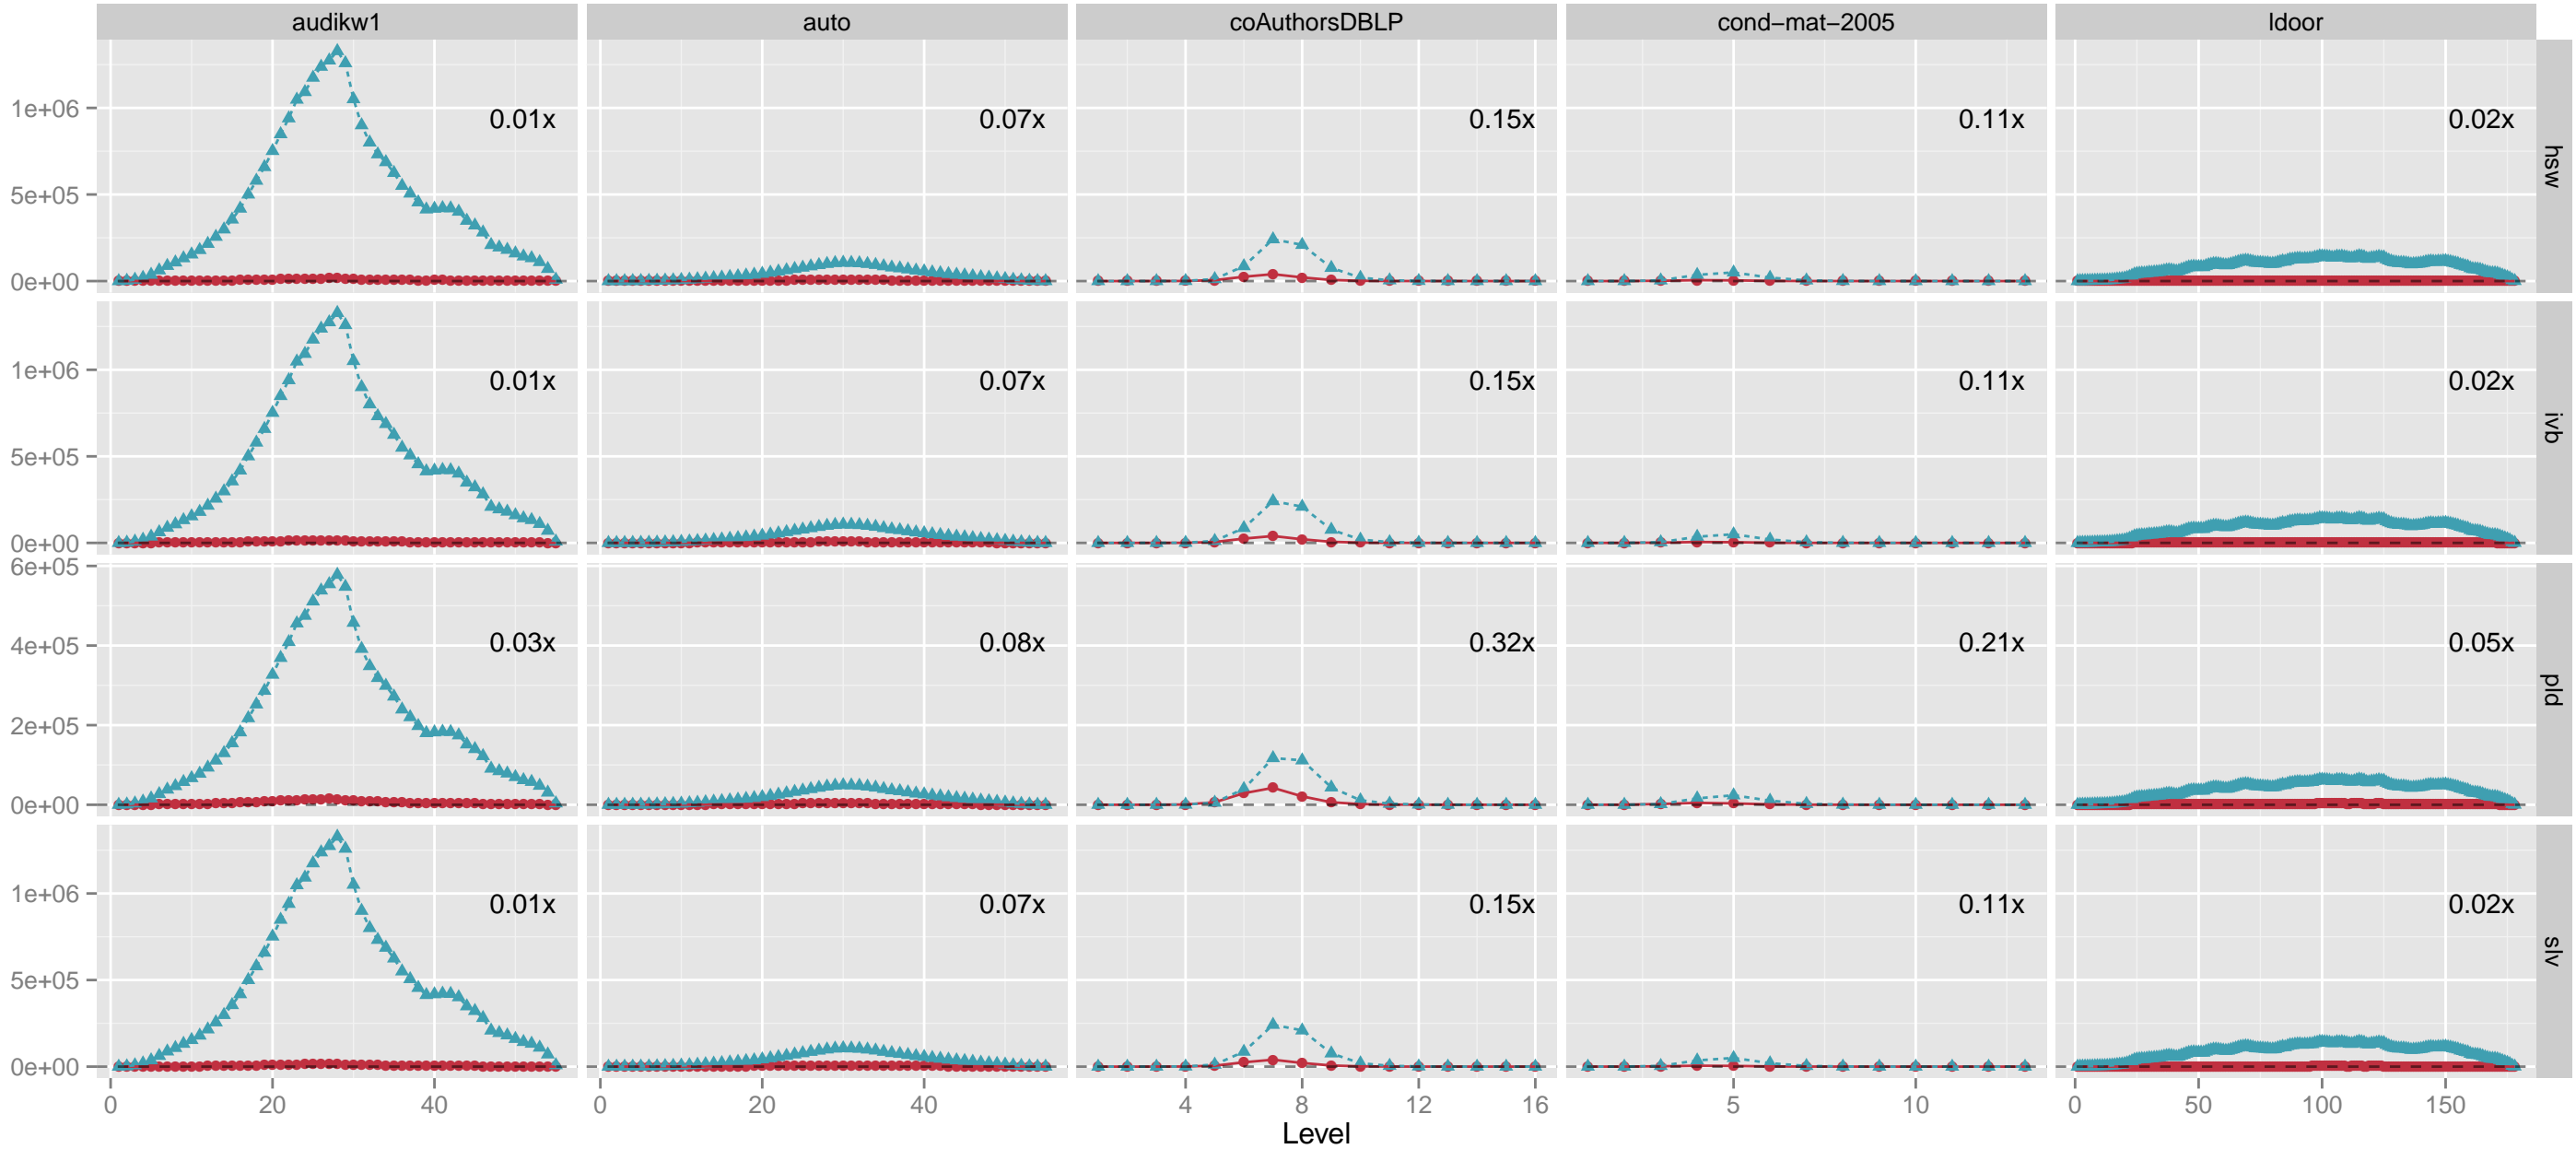 audikw1 auto coAuthorsDBLP cond−mat−2005 ldoor
1e+06 0.01x 0.07x 0.15x 0.11x 0.02x
5e+05
0e+00
hsw
1e+06 0.01x 0.07x 0.15x 0.11x 0.02x
5e+05
0e+00
ivb
6e+05
4e+05 0.03x 0.08x 0.32x 0.21x 0.05x
2e+05
0e+00
pld
1e+06 0.01x 0.07x 0.15x 0.11x 0.02x
5e+05
0e+00
slv
0 20 40 0 20 40 4 8 12 16 5 10 0 50 100 150
Level